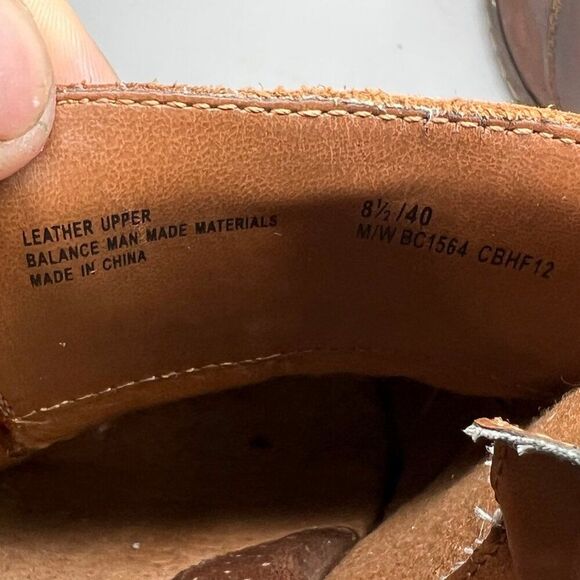 LEATHER UPPER
BALANCE MAN MADE MATERIALS
MADE IN CHINA
8½/40
M/W BC1564 CBHF12